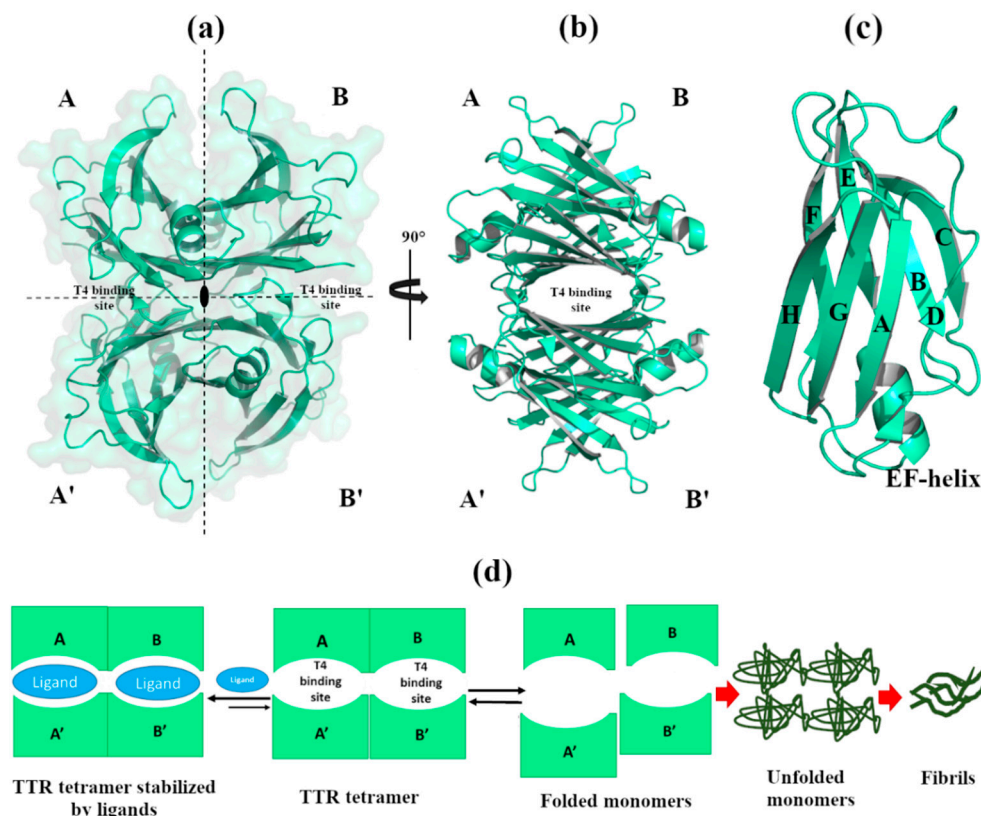 (a)
A
B
T4 binding
site
T4 binding
site
A'
B'
90°
(b)
A
B
T4 binding
site
A'
B'
(c)
E
F
C
B
H
G
A
D
EF-helix
(d)
A
B
Ligand
Ligand
A’
B’
TTR tetramer stabilized
by ligands
Ligand
A
B
T4
binding
site
T4
binding
site
A’
B’
TTR tetramer
A
B
A’
B’
Folded monomers
Unfolded
monomers
Fibrils